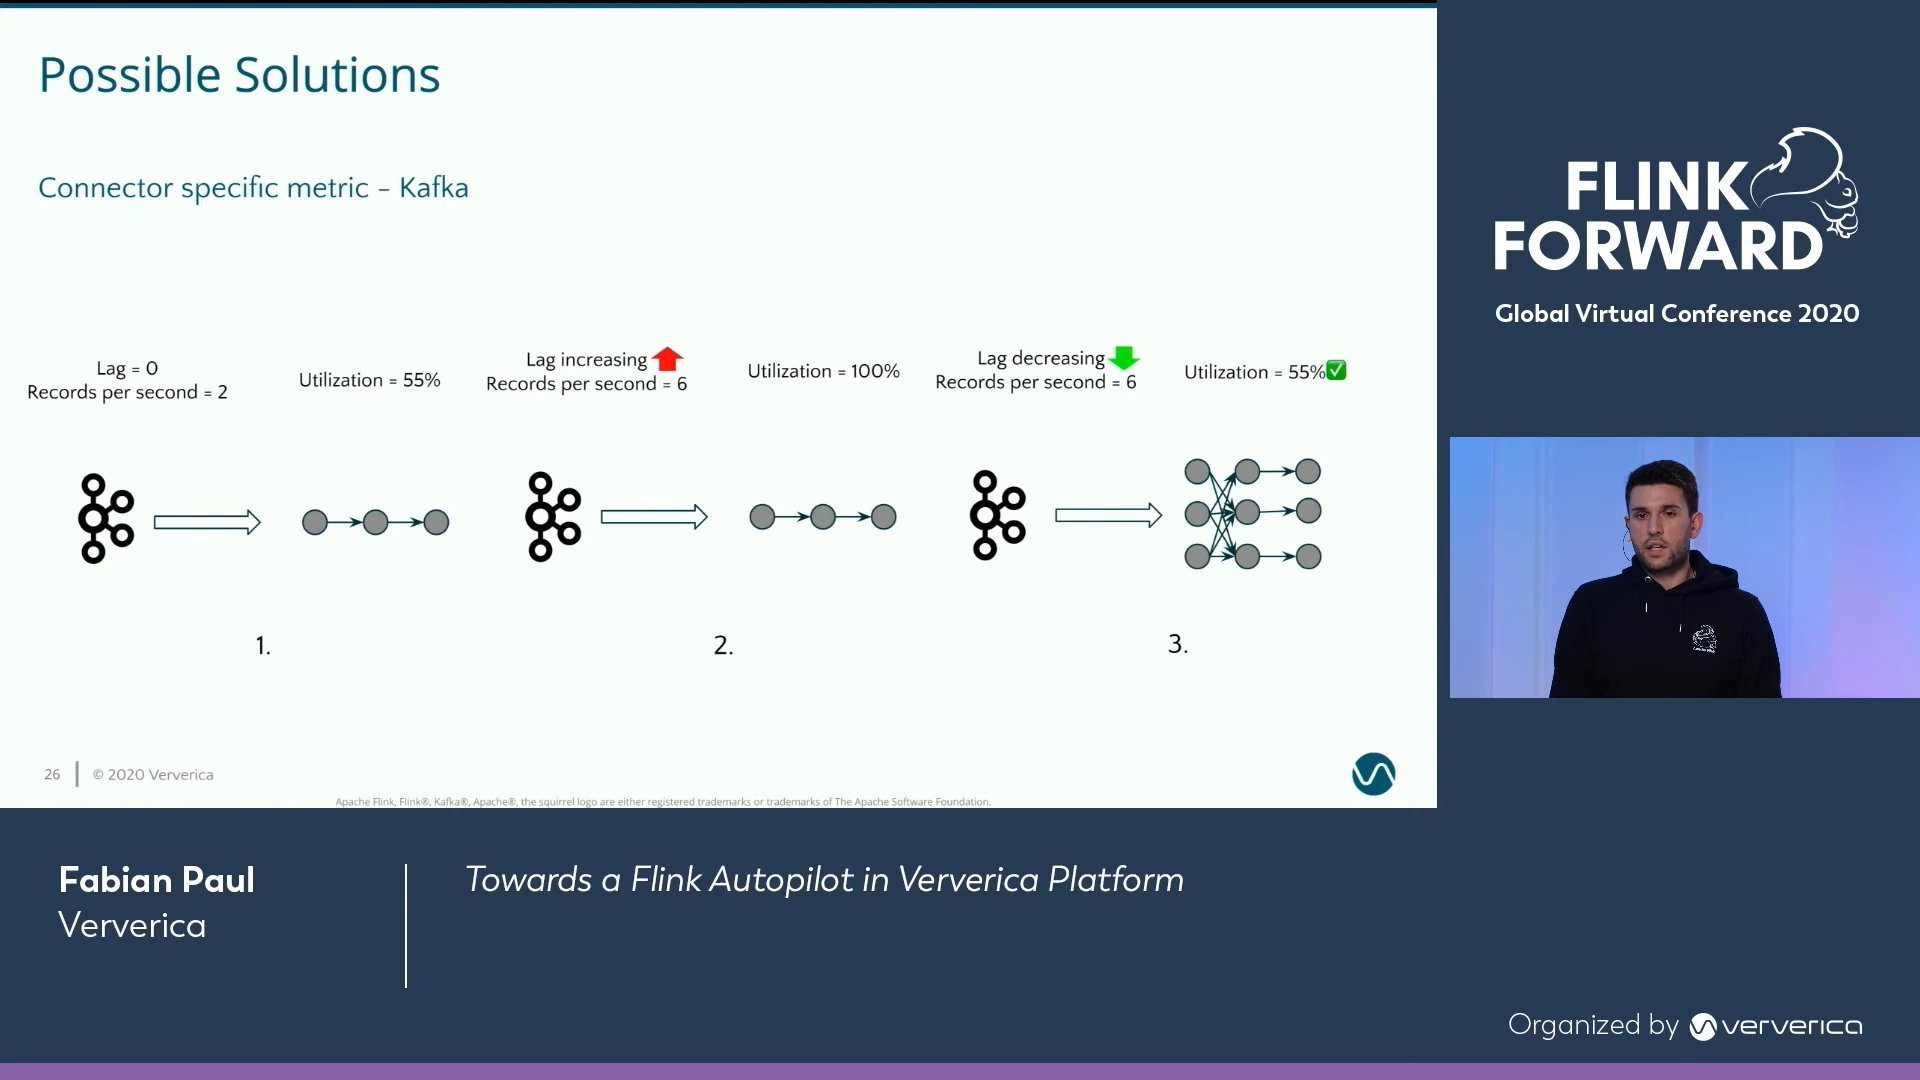 Possible Solutions
Connector specific metric – Kafka
Lag = 0
Records per second = 2
Utilization = 55%
Lag increasing
Records per second = 6
Utilization = 100%
Lag decreasing
Records per second = 6
Utilization = 55%
1.
2.
3.
26
© 2020 Ververica
Apache Flink, Flink®, Kafka®, Apache®, the squirrel logo are either registered trademarks or trademarks of The Apache Software Foundation.
FLINK
FORWARD
Global Virtual Conference 2020
Fabian Paul
Ververica
Towards a Flink Autopilot in Ververica Platform
Organized by ververica